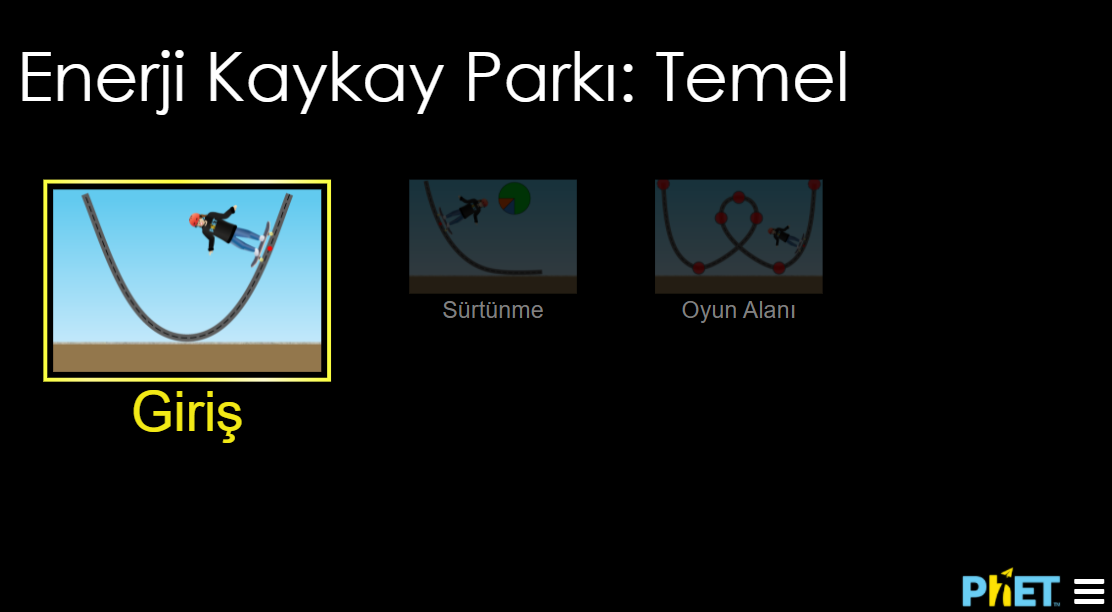 Enerji Kaykay Parkı: Temel
Giriş
Sürtünme
Oyun Alanı
PhET